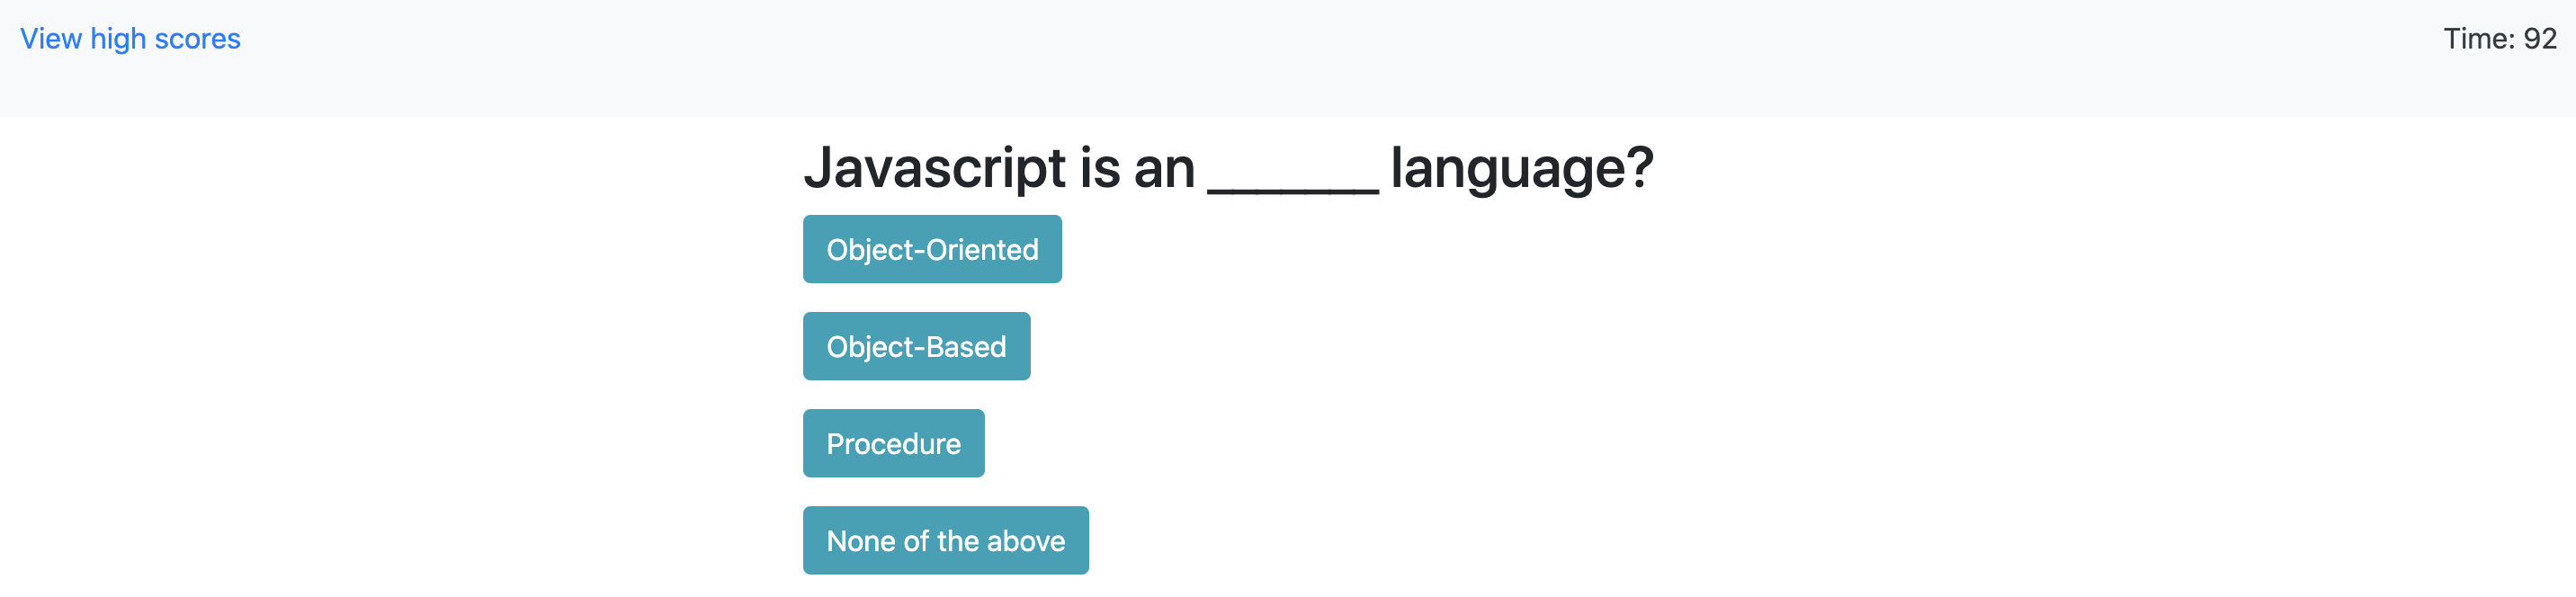 View high scores
Time: 92
Javascript is an _______ language?
Object-Oriented
Object-Based
Procedure
None of the above